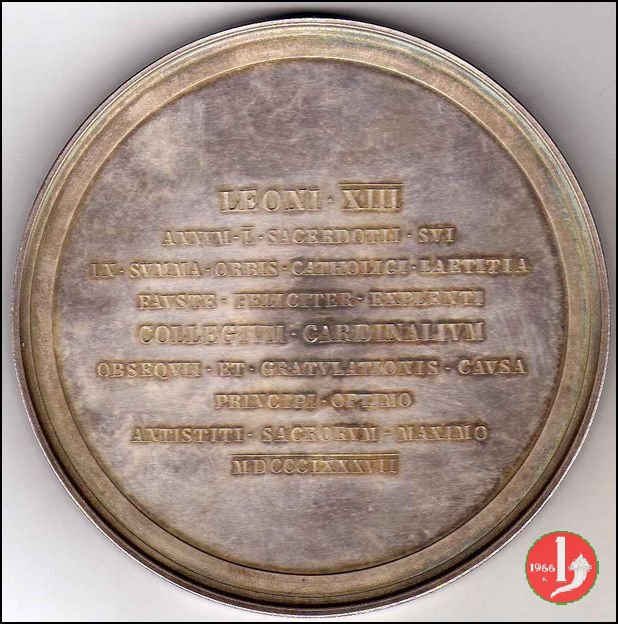 LEONI · XIII
ANNVM · L · SACERDOTII · SVI
IN · SVMMA · ORBIS · CATHOLICI · LAETITIA
FAVSTE · FELICITER · EXPLENTI
COLLEGIVM · CARDINALIVM
OBSEQVII · ET · GRATVLATIONIS · CAVSA
PRINCIPI · OPTIMO
ANTISTITI · SACRORVM · MAXIMO
MDCCCLXXXVII
1966
R.